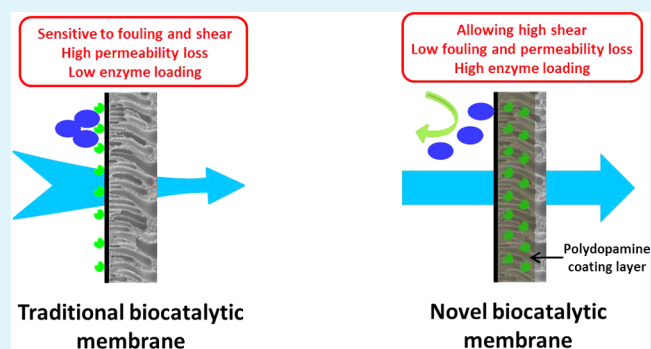 Sensitive to fouling and shear
High permeability loss
Low enzyme loading
Allowing high shear
Low fouling and permeability loss
High enzyme loading
Polydopamine
coating layer
Traditional biocatalytic
membrane
Novel biocatalytic
membrane